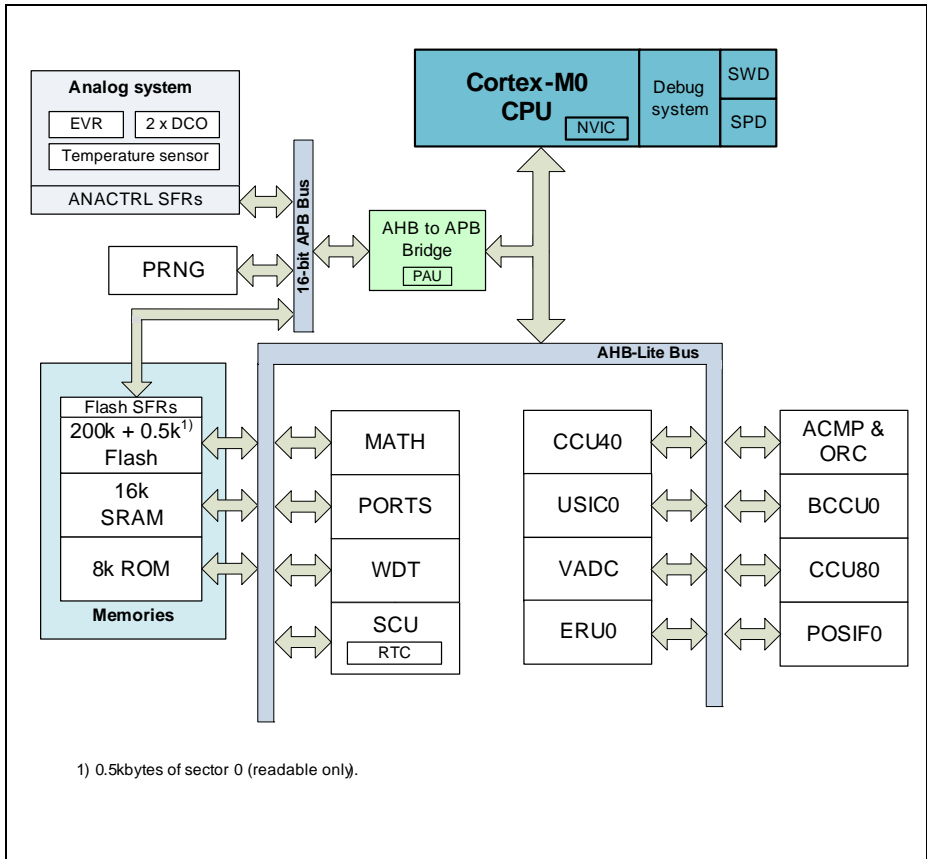 Analog system
EVR
2 x DCO
Temperature sensor
ANACTRL SFRs
PRNG
16-bit APB Bus
AHB to APB
Bridge
PAU
Cortex-M0
CPU
NVIC
Debug
system
SWD
SPD
AHB-Lite Bus
Flash SFRs
200k + 0.5k1)
Flash
16k
SRAM
8k ROM
Memories
MATH
PORTS
WDT
SCU
RTC
CCU40
USIC0
VADC
ERU0
ACMP &
ORC
BCCU0
CCU80
POSIF0
1) 0.5kbytes of sector 0 (readable only).